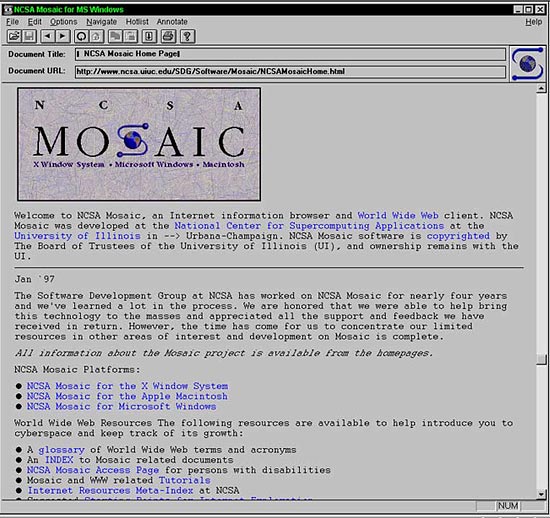 NCSA Mosaic for MS Windows
File Edit Options Navigate Hotlist Annotate Help
Document Title: NCSA Mosaic Home Page
Document URL: http://www.ncsa.uiuc.edu/SDG/Software/Mosaic/NCSAMosaicHome.html
N C S A
MOSAIC
X Window System • Microsoft Windows • Macintosh
Welcome to NCSA Mosaic, an Internet information browser and World Wide Web client. NCSA
Mosaic was developed at the National Center for Supercomputing Applications at the
University of Illinois in --> Urbana-Champaign. NCSA Mosaic software is copyrighted by
The Board of Trustees of the University of Illinois (UI), and ownership remains with the
UI.
Jan `97
The Software Development Group at NCSA has worked on NCSA Mosaic for nearly four years
and we've learned a lot in the process. We are honored that we were able to help bring
this technology to the masses and appreciated all the support and feedback we have
received in return. However, the time has come for us to concentrate our limited
resources in other areas of interest and development on Mosaic is complete.
All information about the Mosaic project is available from the homepages.
NCSA Mosaic Platforms:
● NCSA Mosaic for the X Window System
● NCSA Mosaic for the Apple Macintosh
● NCSA Mosaic for Microsoft Windows
World Wide Web Resources The following resources are available to help introduce you to
cyberspace and keep track of its growth:
● A glossary of World Wide Web terms and acronyms
● An INDEX to Mosaic related documents
● NCSA Mosaic Access Page for persons with disabilities
● Mosaic and WWW related Tutorials
● Internet Resources Meta-Index at NCSA
● Suggested Starting Points for Internet Exploration
NUM